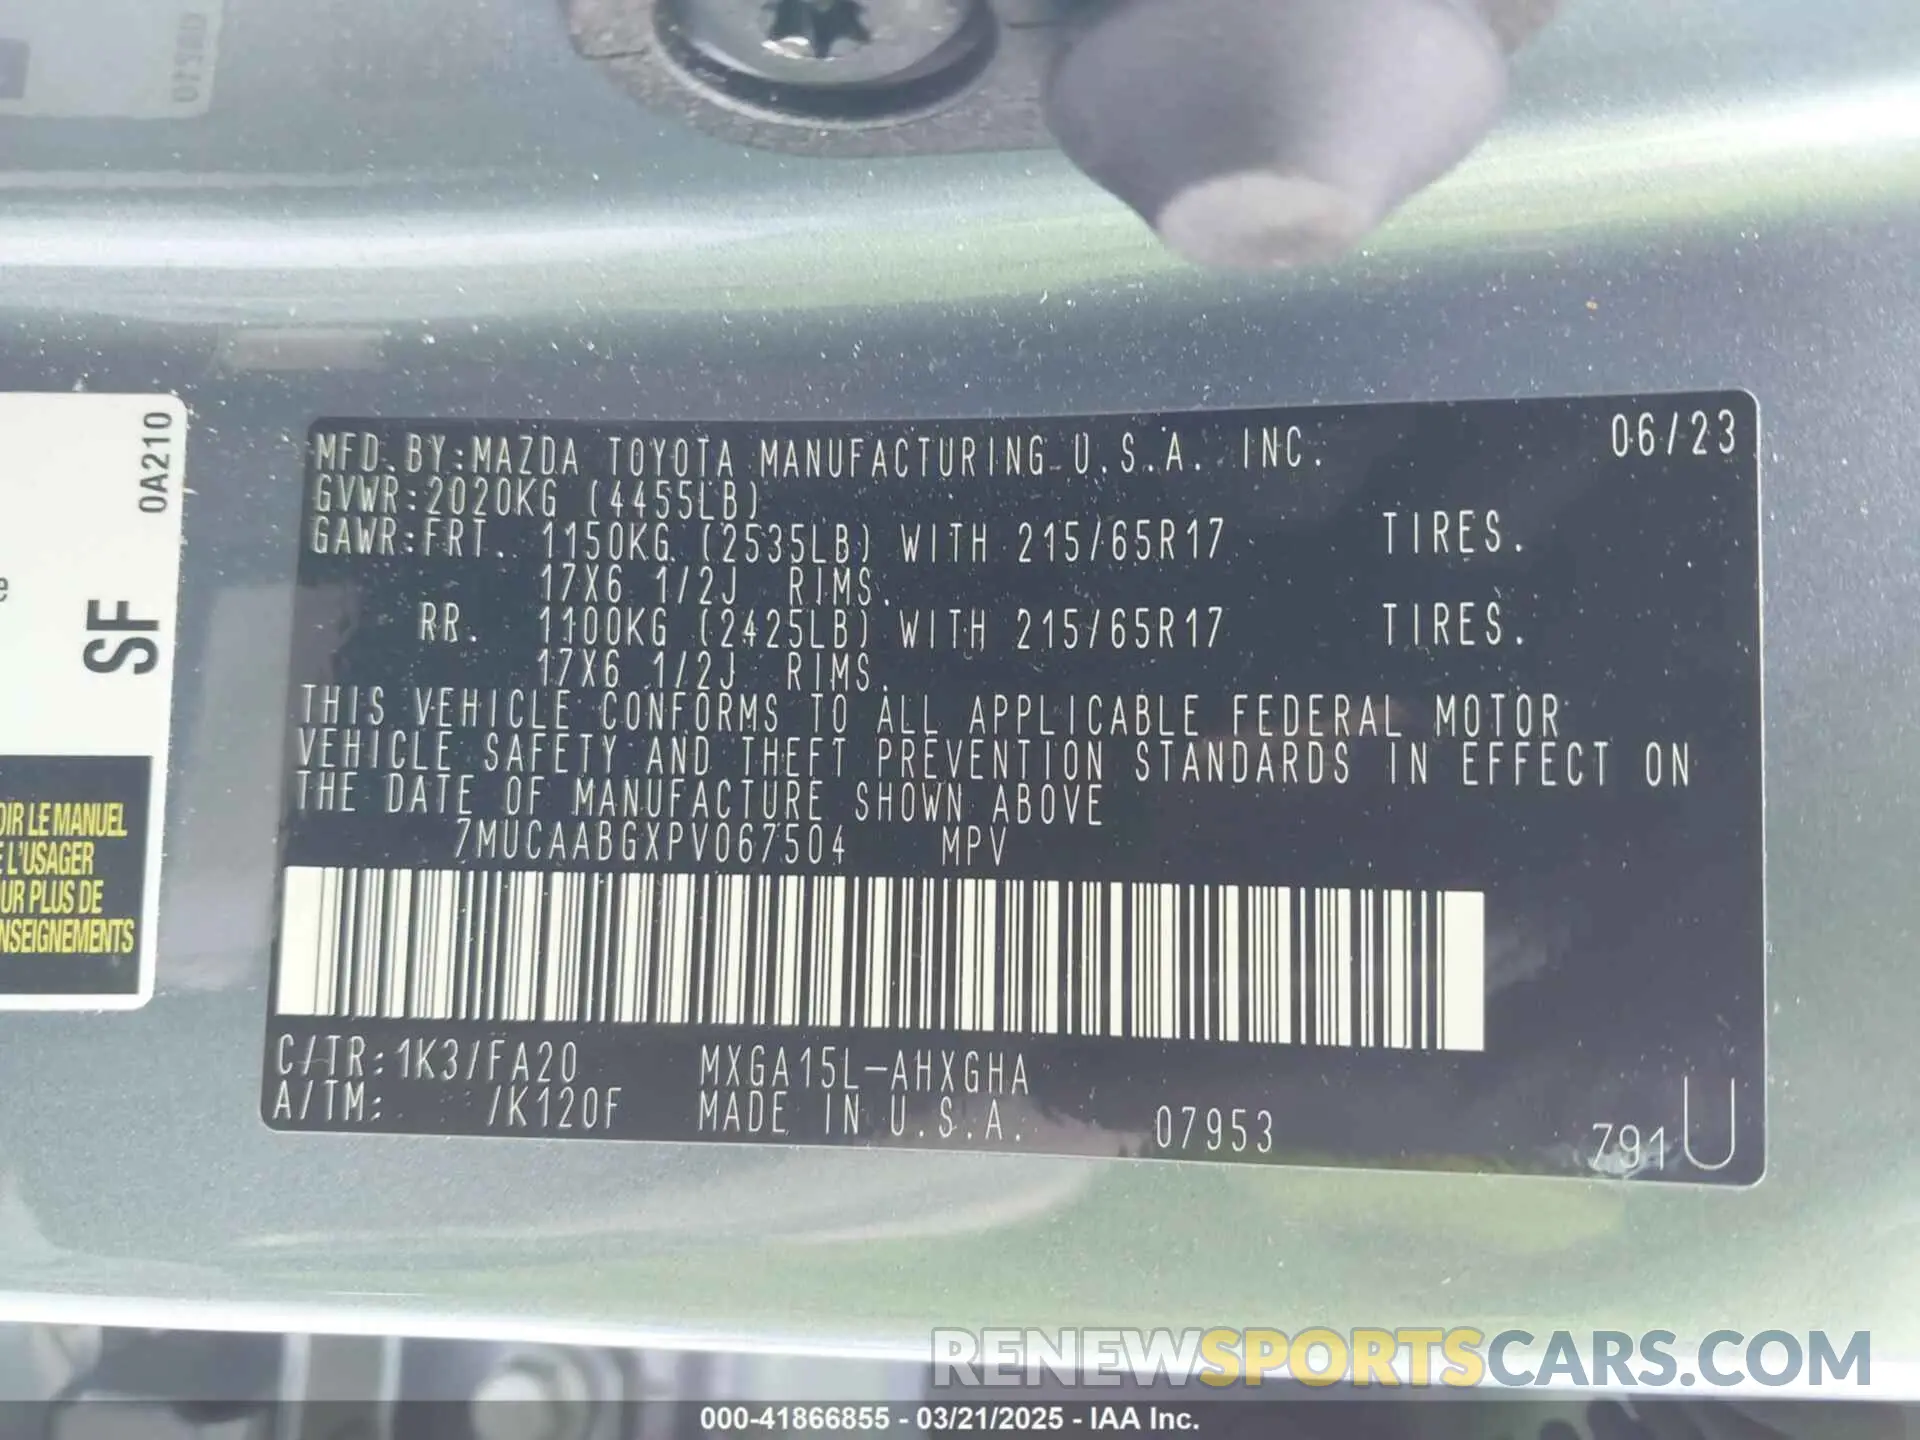 07580
0A210
SF
e
OIR LE MANUEL
E L'USAGER
UR PLUS DE
NSEIGNEMENTS
MFD. BY:MAZDA TOYOTA MANUFACTURING U.S.A. INC. 06/23
GVWR:2020KG (4455LB)
GAWR:FRT. 1150KG (2535LB) WITH 215/65R17 TIRES.
17X6 1/2J RIMS.
RR. 1100KG (2425LB) WITH 215/65R17 TIRES.
17X6 1/2J RIMS.
THIS VEHICLE CONFORMS TO ALL APPLICABLE FEDERAL MOTOR
VEHICLE SAFETY AND THEFT PREVENTION STANDARDS IN EFFECT ON
THE DATE OF MANUFACTURE SHOWN ABOVE
7MUCAABGXPV067504 MPV
C/TR:1K3/FA20 MXGA15L-AHXGHA
A/TM: /K120F MADE IN U.S.A. 07953 791U
RENEWSPORTSCARS.COM
000-41866855 - 03/21/2025 - IAA Inc.